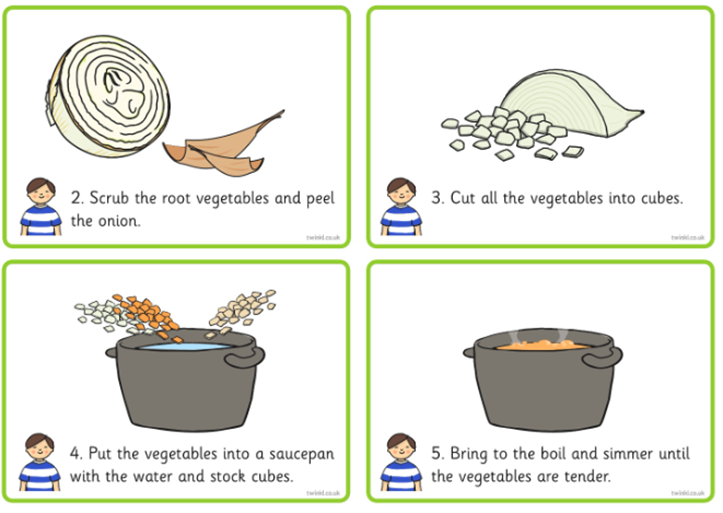 2. Scrub the root vegetables and peel
the onion.
twinkl.co.uk
3. Cut all the vegetables into cubes.
twinkl.co.uk
4. Put the vegetables into a saucepan
with the water and stock cubes.
twinkl.co.uk
5. Bring to the boil and simmer until
the vegetables are tender.
twinkl.co.uk